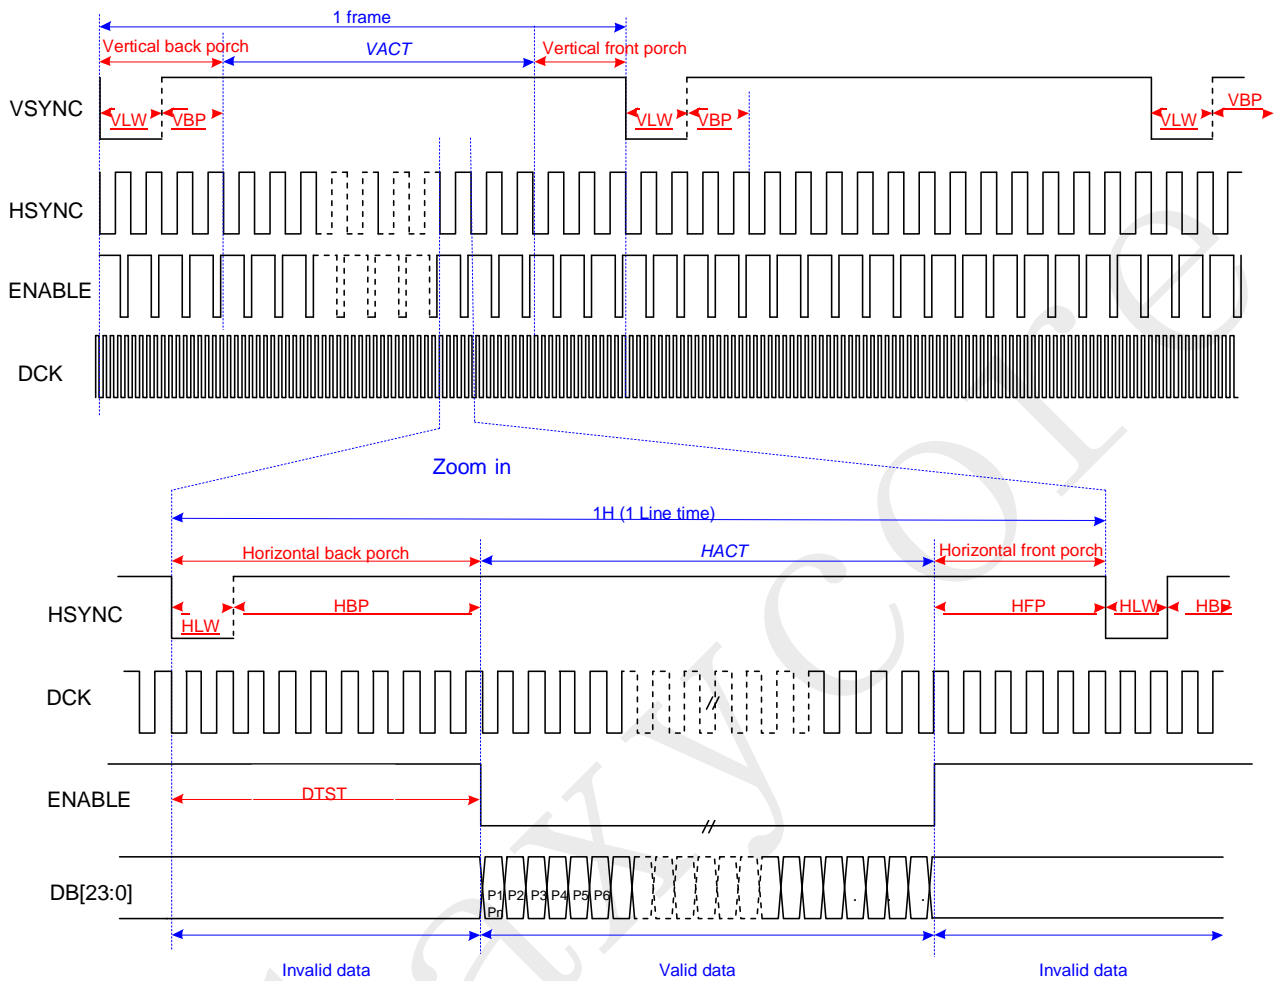 1 frame
Vertical back porch
VACT
Vertical front porch
VSYNC
VLW
VBP
VLW
VBP
VLW
VBP
HSYNC
ENABLE
DCK
Zoom in
1H (1 Line time)
Horizontal back porch
HACT
Horizontal front porch
HSYNC
HLW
HBP
HFP
HLW
HBP
DCK
ENABLE
DTST
DB[23:0]
P1 P2 P3 P4 P5 P6
Pn
Invalid data
Valid data
Invalid data
axycore